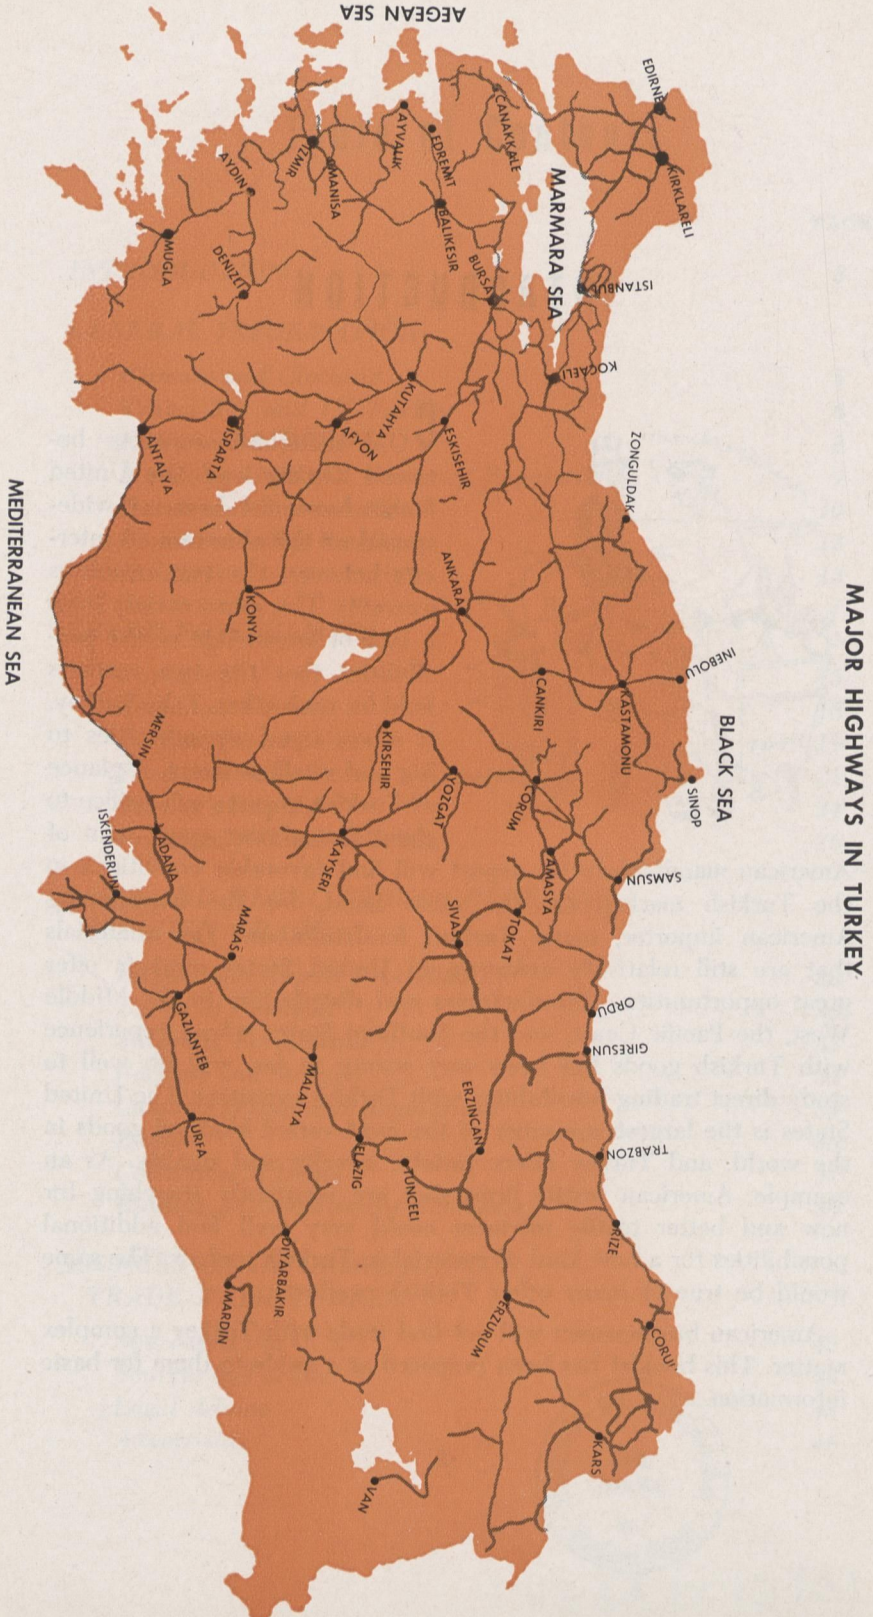 MAJOR HIGHWAYS IN TURKEY
BLACK SEA
AEGEAN SEA
MARMARA SEA
MEDITERRANEAN SEA
EDIRNE
KIRKLARELI
ISTANBUL
KOCAELI
ZONGULDAK
INEBOLU
SINOP
KASTAMONU
SAMSUN
ORDU
GIRESUN
TRABZON
RIZE
CORUH
KARS
CANAKKALE
EDREMIT
AYVALIK
BALIKESIR
BURSA
ESKISEHIR
KUTAHYA
AFYON
ANKARA
CANKIRI
CORUM
AMASYA
TOKAT
YOZGAT
KIRSEHIR
KAYSERI
SIVAS
ERZINCAN
ERZURUM
TUNCELI
ELAZIG
MALATYA
VAN
IZMIR
MANISA
AYDIN
DENIZLI
MUGLA
ISPARTA
ANTALYA
KONYA
MERSIN
ADANA
ISKENDERUN
MARAS
GAZIANTEB
URFA
DIYARBAKIR
MARDIN